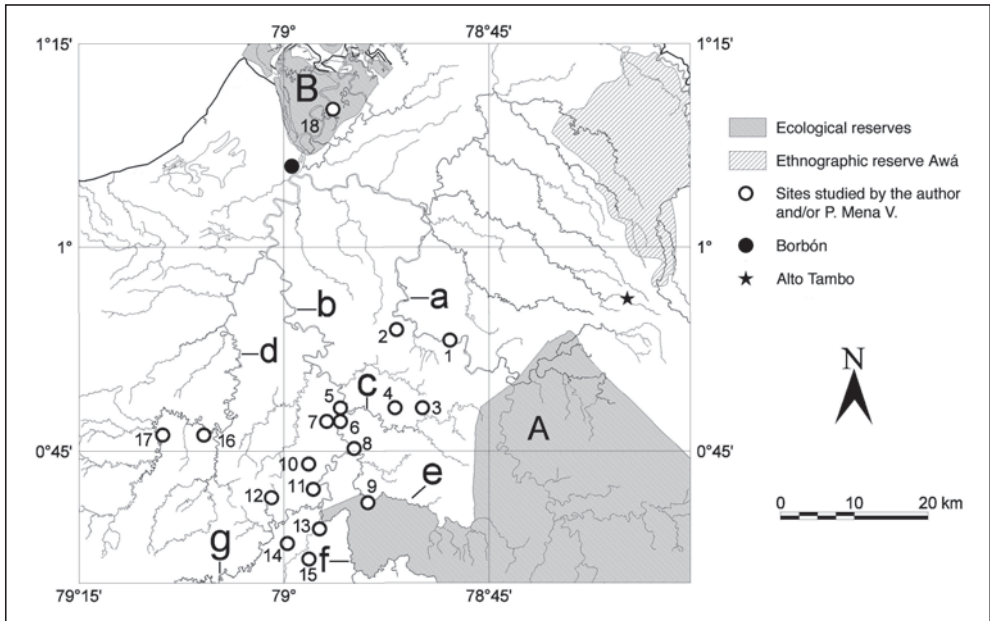 79°
78°45'
1°15'
1°15'
B
18
Ecological reserves
Ethnographic reserve Awá
Sites studied by the author
and/or P. Mena V.
1°
1°
Borbón
Alto Tambo
a
b
2
1
d
N
c
5
4
3
7
6
A
17
16
0°45'
8
0°45'
10
e
11
9
12
0
10
20 km
13
14
g
15
f
79°15'
79°
78°45'